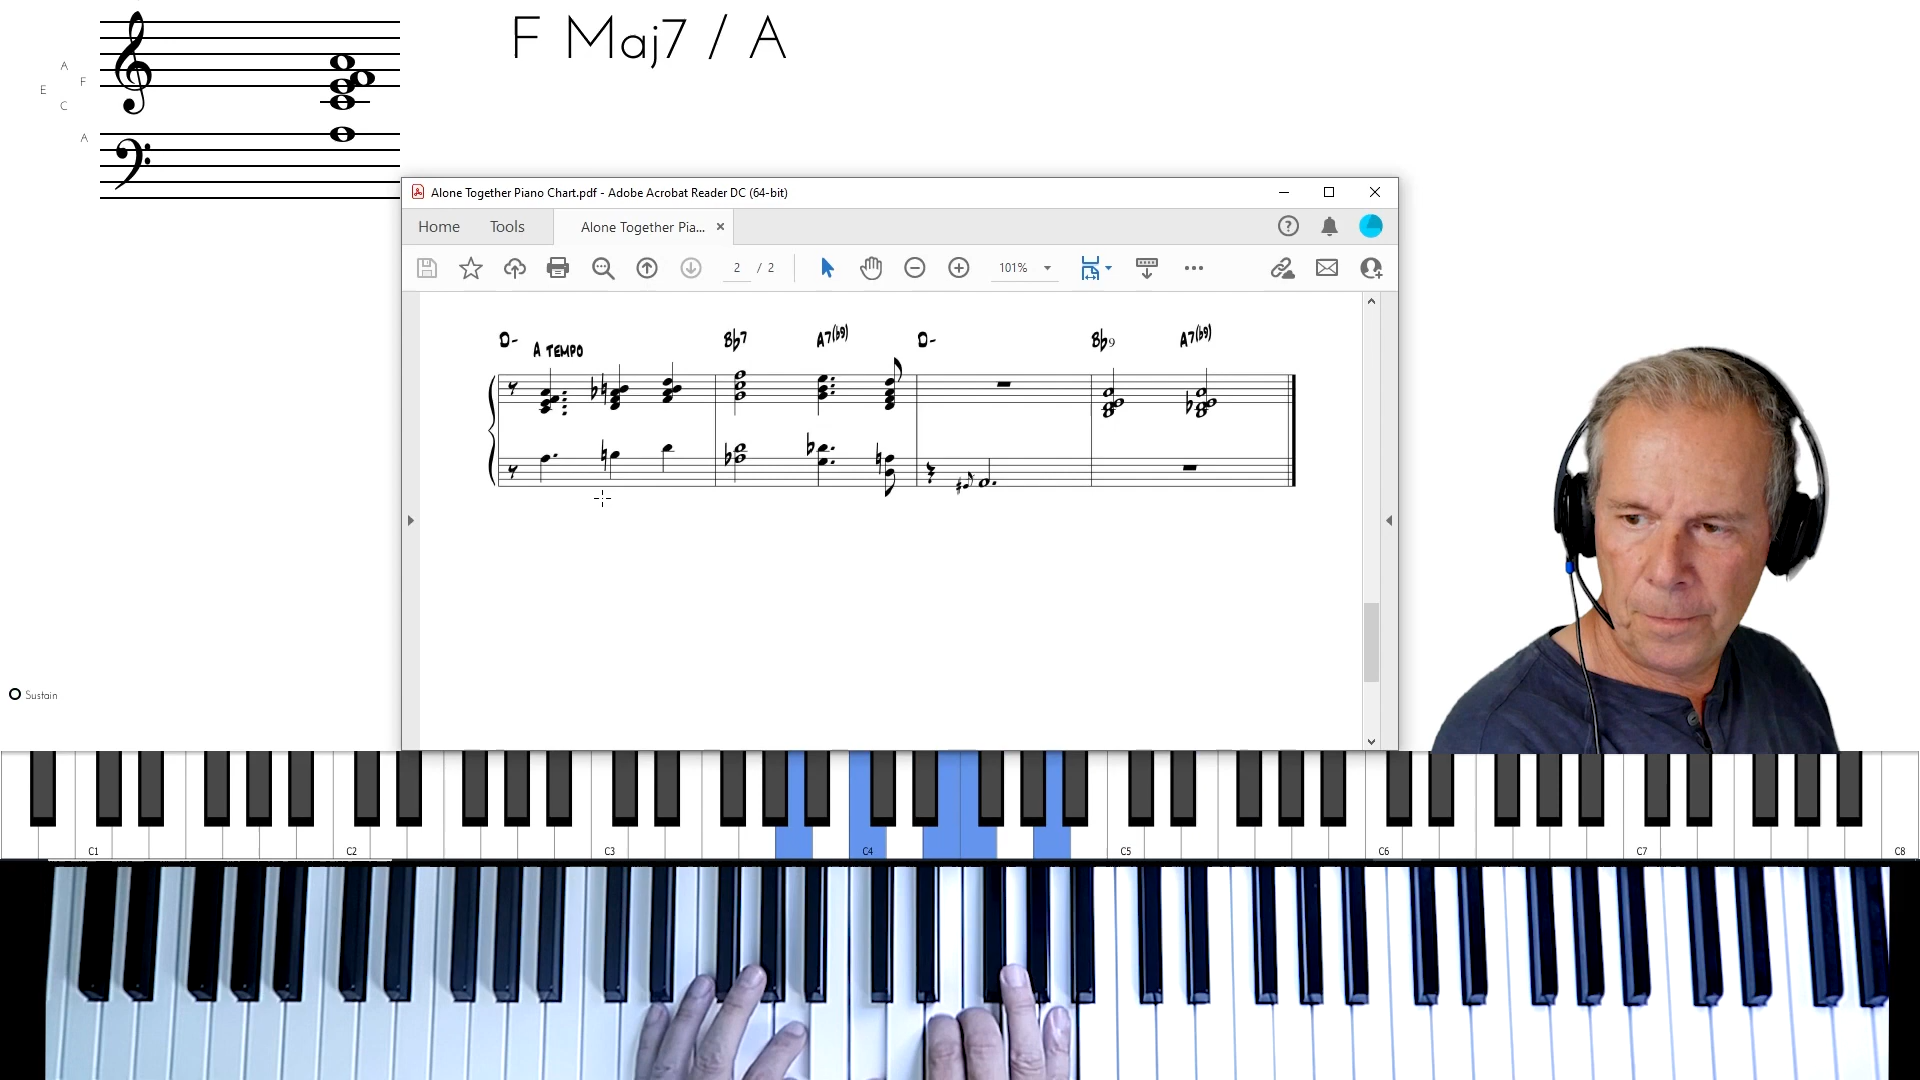 F Maj7 / A
A
F
E
C
A
Alone Together Piano Chart.pdf - Adobe Acrobat Reader DC (64-bit)
Home Tools Alone Together Pia... ×
2 / 2 101%
D- Bb7 A7(b9) D- Bb9 A7(b9)
A TEMPO
Sustain
C1 C2 C3 C4 C5 C6 C7 C8